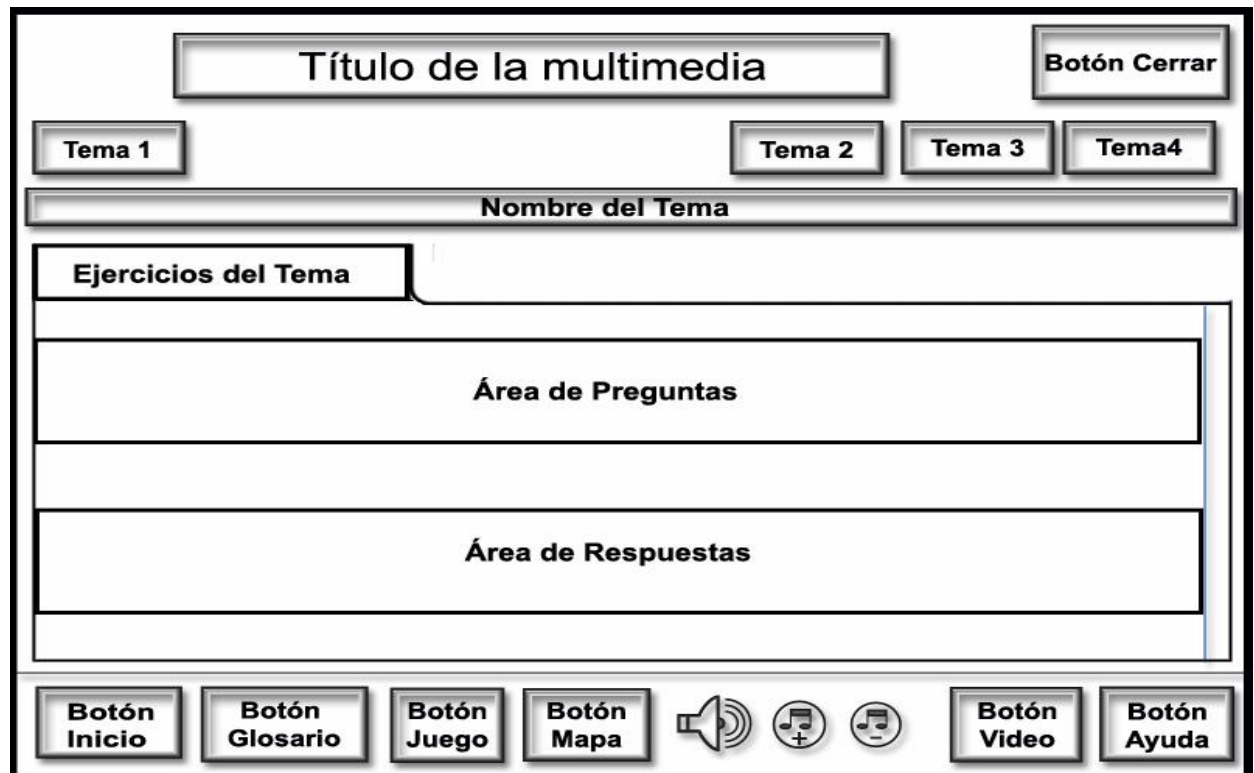 Título de la multimedia
Botón Cerrar
Tema 1
Tema 2
Tema 3
Tema4
Nombre del Tema
Ejercicios del Tema
Área de Preguntas
Área de Respuestas
Botón
Inicio
Botón
Glosario
Botón
Juego
Botón
Mapa
Botón
Video
Botón
Ayuda